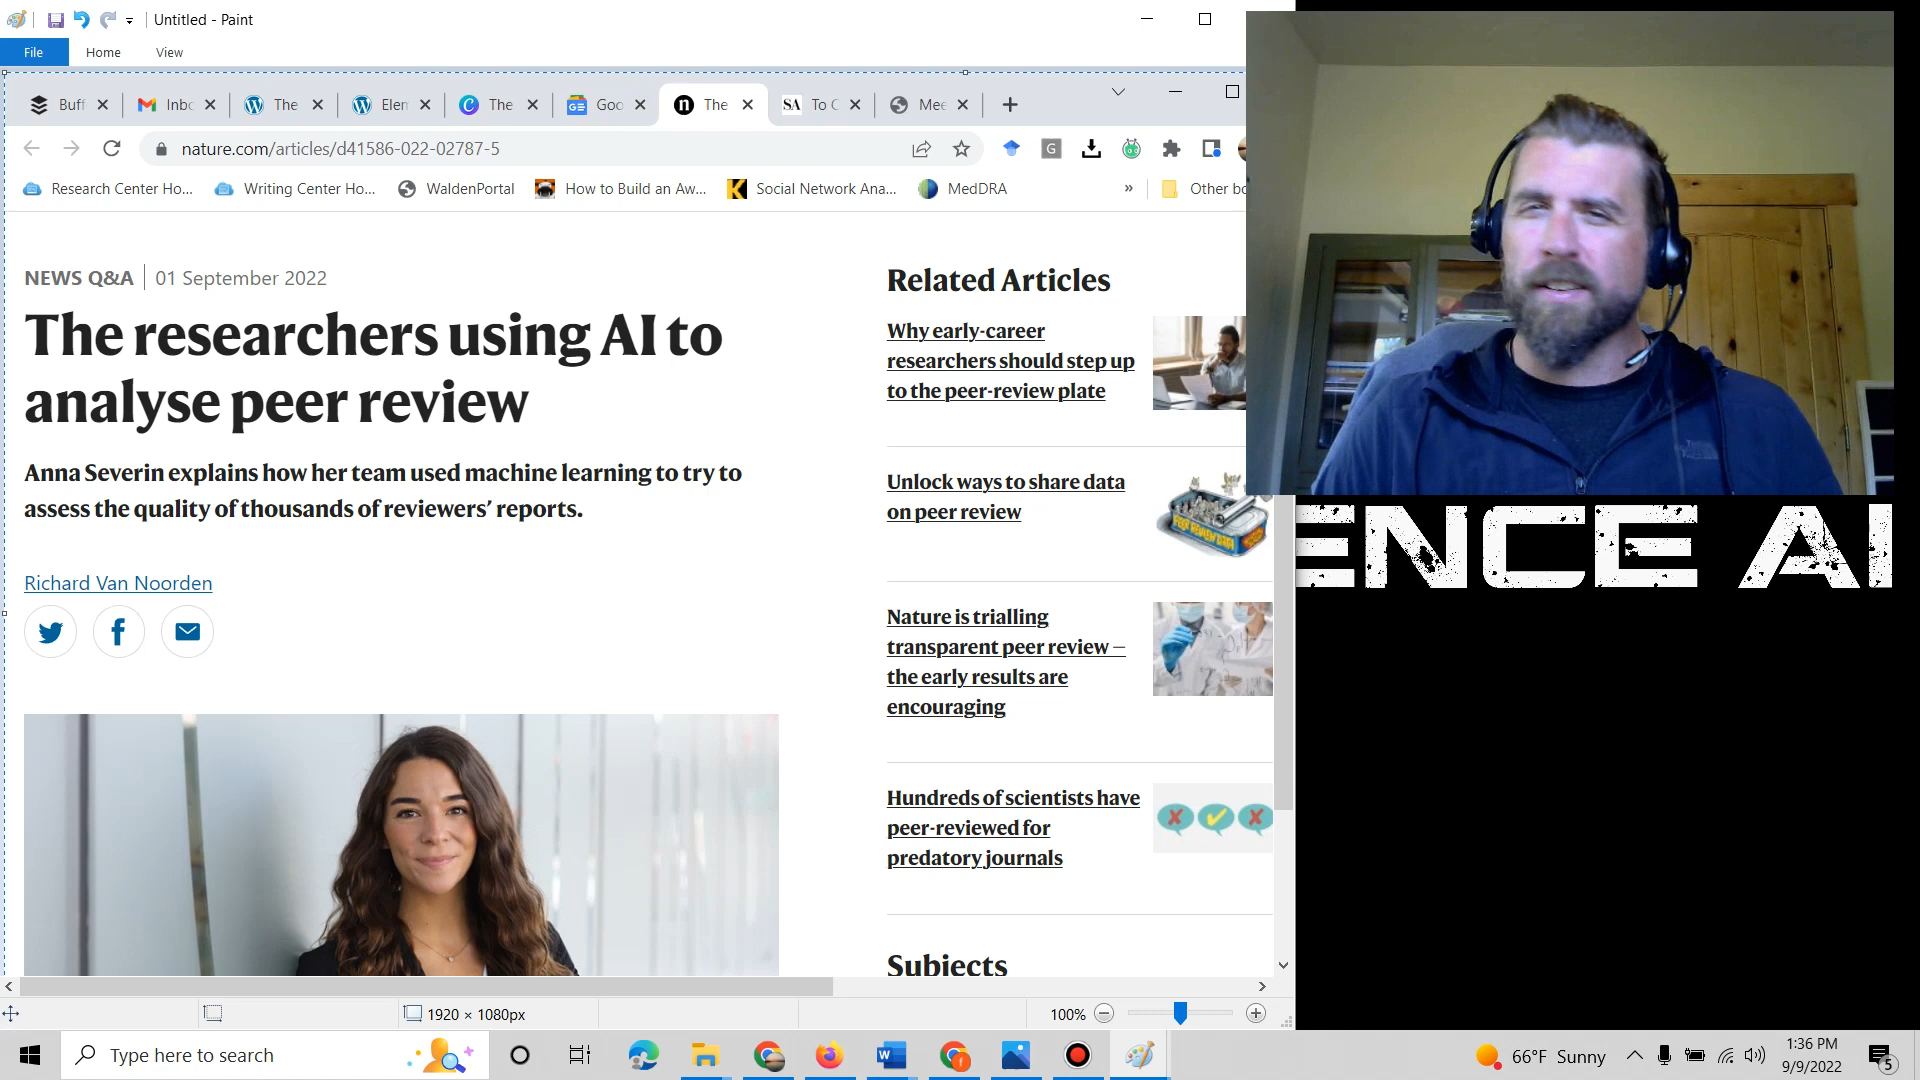 Untitled - Paint
File Home View
Buff Inbc The Elem The Goo The SA To C Mee
nature.com/articles/d41586-022-02787-5
G
Research Center Ho... Writing Center Ho... WaldenPortal How to Build an Aw... Social Network Ana... MedDRA » Other bo
NEWS Q&A 01 September 2022
The researchers using AI to
analyse peer review
Anna Severin explains how her team used machine learning to try to
assess the quality of thousands of reviewers’ reports.
Richard Van Noorden
Related Articles
Why early-career
researchers should step up
to the peer-review plate
Unlock ways to share data
on peer review
Nature is trialling
transparent peer review —
the early results are
encouraging
Hundreds of scientists have
peer-reviewed for
predatory journals
Subjects
ENCE AI
1920 × 1080px
100%
Type here to search
66°F Sunny
1:36 PM
9/9/2022
5